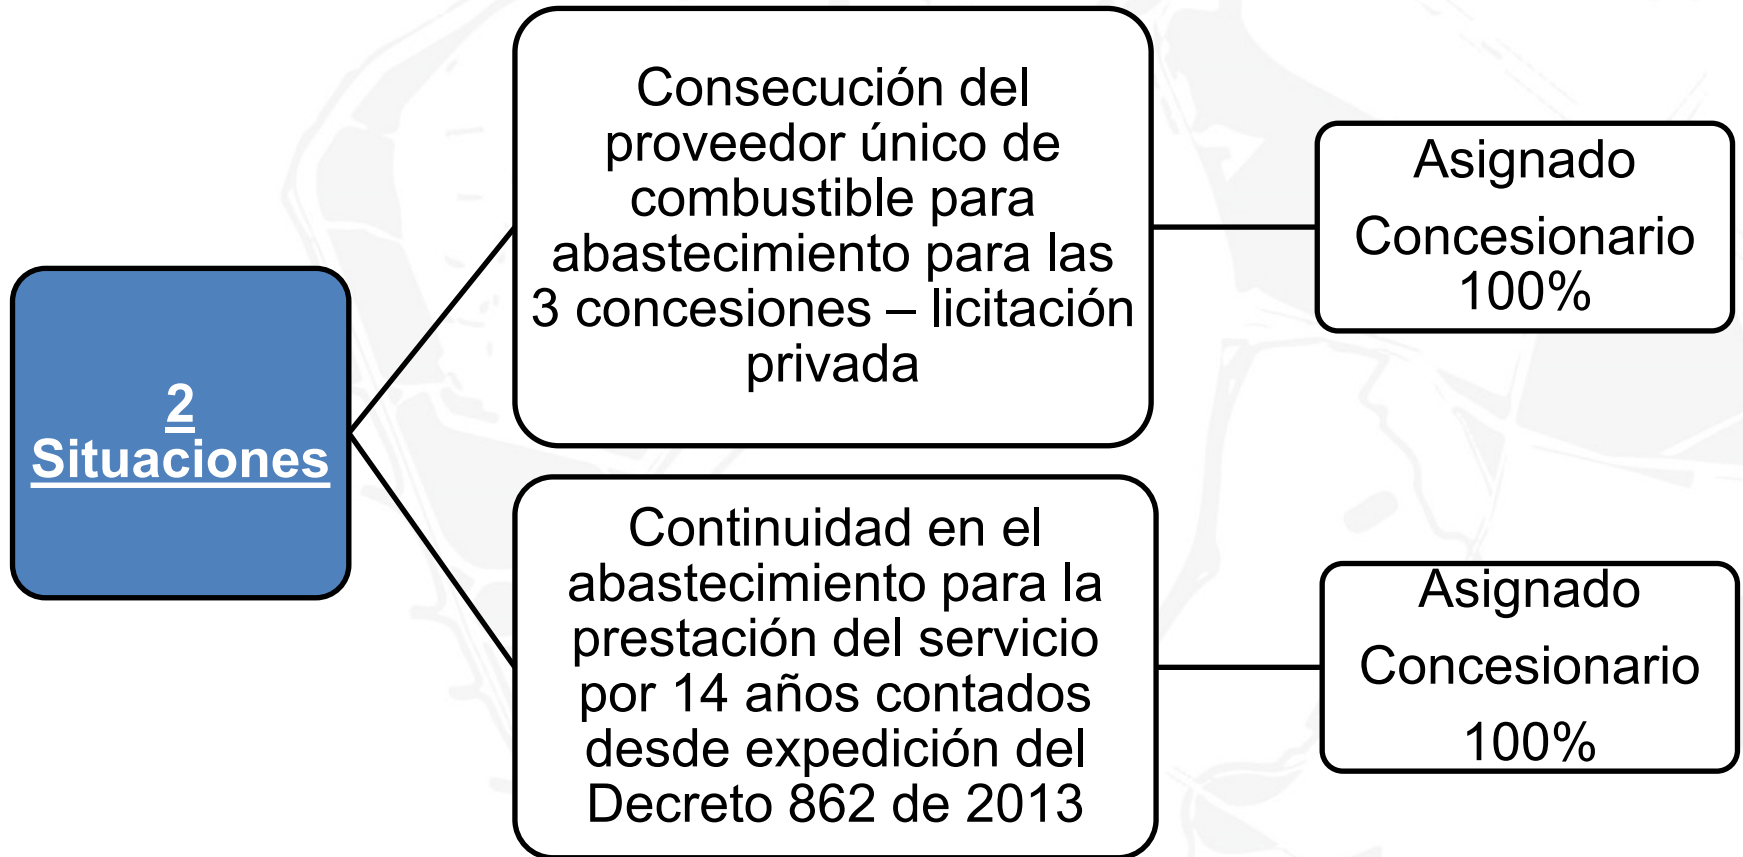 2
Situaciones
Consecución del
proveedor único de
combustible para
abastecimiento para las
3 concesiones – licitación
privada
Asignado
Concesionario
100%
Continuidad en el
abastecimiento para la
prestación del servicio
por 14 años contados
desde expedición del
Decreto 862 de 2013
Asignado
Concesionario
100%